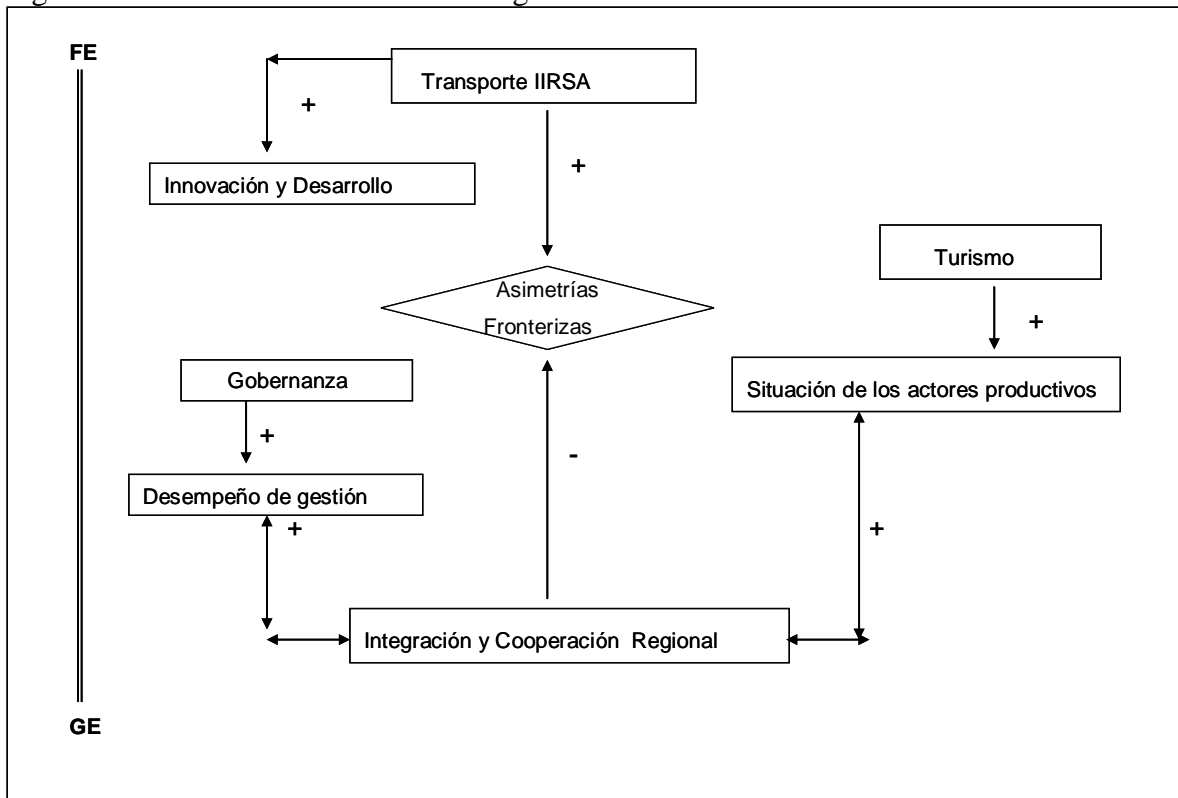 FE
Transporte IIRSA
+
+
Innovación y Desarrollo
Turismo
Asimetrías
Fronterizas
+
Gobernanza
Situación de los actores productivos
+
-
Desempeño de gestión
+
+
Integración y Cooperación Regional
GE